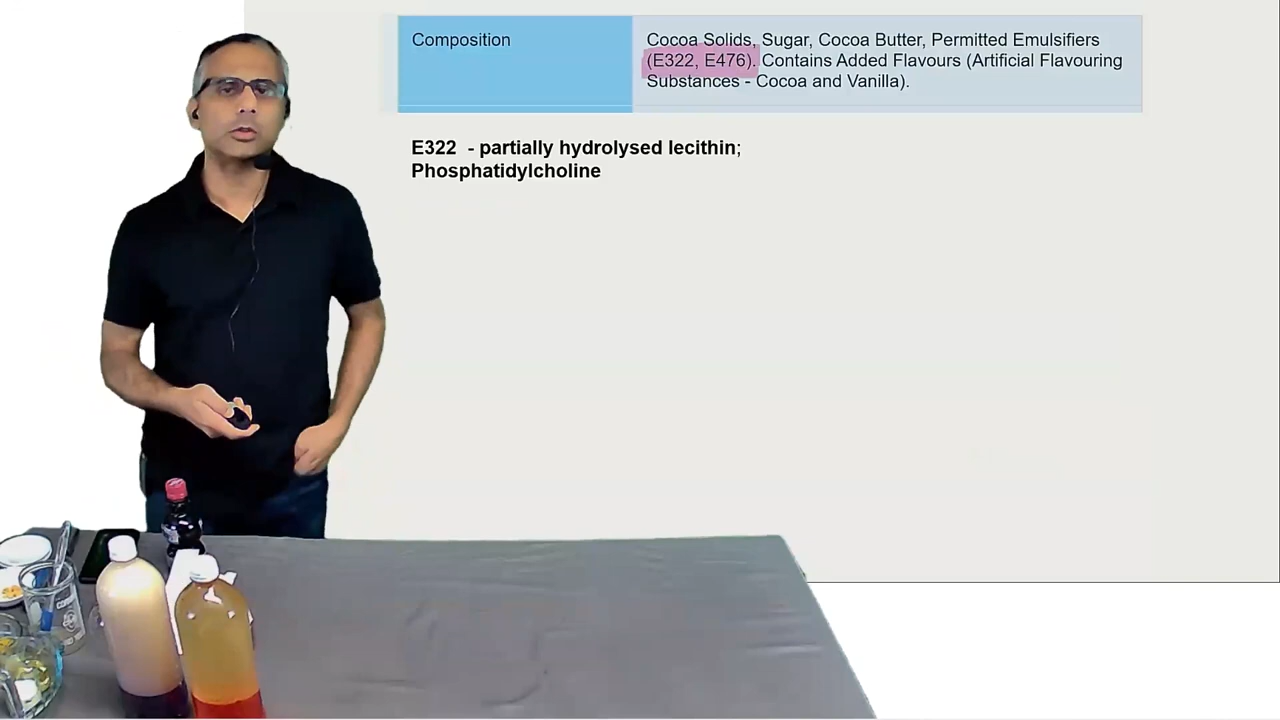 Composition
Cocoa Solids, Sugar, Cocoa Butter, Permitted Emulsifiers
(E322, E476). Contains Added Flavours (Artificial Flavouring
Substances - Cocoa and Vanilla).
E322 - partially hydrolysed lecithin;
Phosphatidylcholine